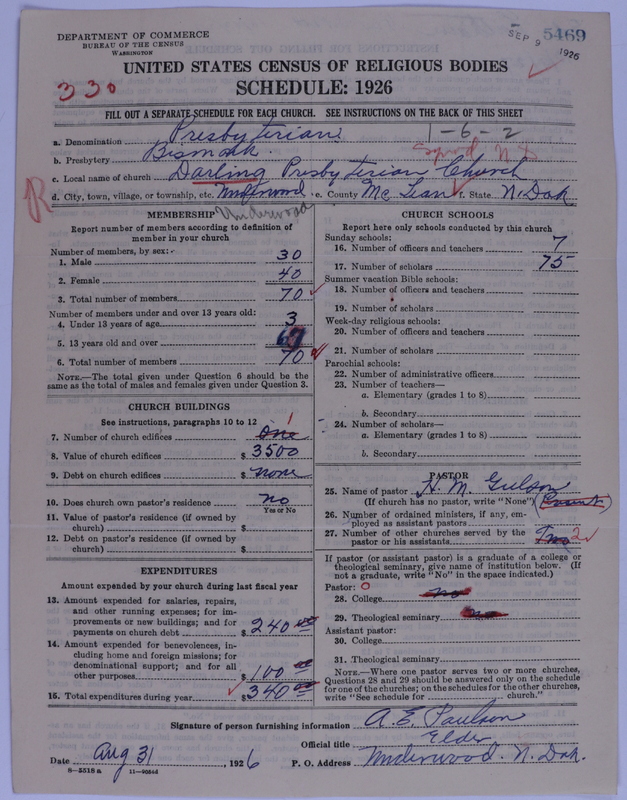 DEPARTMENT OF COMMERCE
BUREAU OF THE CENSUS
WASHINGTON
SEP 9 1926
5469
UNITED STATES CENSUS OF RELIGIOUS BODIES
SCHEDULE: 1926
330
FILL OUT A SEPARATE SCHEDULE FOR EACH CHURCH. SEE INSTRUCTIONS ON THE BACK OF THIS SHEET
1-6-2
a. Denomination Presbyterian
b. Presbytery Bismark
c. Local name of church Darling Presbyterian Church
R
d. City, town, village, or township, etc. Underwood e. County McLean f. State N. Dak
Underwood
MEMBERSHIP
Report number of members according to definition of member in your church
Number of members, by sex:
1. Male 30
2. Female 40
3. Total number of members 70
Number of members under and over 13 years old:
4. Under 13 years of age 3
5. 13 years old and over 67
6. Total number of members 70
NOTE.—The total given under Question 6 should be the same as the total of males and females given under Question 3.
CHURCH BUILDINGS
See instructions, paragraphs 10 to 12
7. Number of church edifices One 1
8. Value of church edifices $ 3500
9. Debt on church edifices $ none
10. Does church own pastor's residence no
Yes or No
11. Value of pastor's residence (if owned by church) $
12. Debt on pastor's residence (if owned by church) $
EXPENDITURES
Amount expended by your church during last fiscal year
13. Amount expended for salaries, repairs, and other running expenses; for improvements or new buildings; and for payments on church debt $ 240 00
14. Amount expended for benevolences, including home and foreign missions; for denominational support; and for all other purposes $ 100 00
15. Total expenditures during year $ 340 00
CHURCH SCHOOLS
Report here only schools conducted by this church
Sunday schools:
16. Number of officers and teachers 7
17. Number of scholars 75
Summer vacation Bible schools:
18. Number of officers and teachers
19. Number of scholars
Week-day religious schools:
20. Number of officers and teachers
21. Number of scholars
Parochial schools:
22. Number of administrative officers
23. Number of teachers—
a. Elementary (grades 1 to 8)
b. Secondary
24. Number of scholars—
a. Elementary (grades 1 to 8)
b. Secondary
PASTOR
25. Name of pastor H. M. Gulson
(If church has no pastor, write "None")
26. Number of ordained ministers, if any, employed as assistant pastors
27. Number of other churches served by the pastor or his assistants Two 2
If pastor (or assistant pastor) is a graduate of a college or theological seminary, give name of institution below. (If not a graduate, write "No" in the space indicated.)
Pastor: 0
28. College no
29. Theological seminary no
Assistant pastor:
30. College
31. Theological seminary
NOTE.—Where one pastor serves two or more churches, Questions 28 and 29 should be answered only on the schedule for one of the churches; on the schedules for the other churches, write "See schedule for church."
Signature of person furnishing information A. E. Paulson
Official title Elder
Date Aug 31, 1926 P. O. Address Underwood. N. Dak.
8-5518a 11-9054d